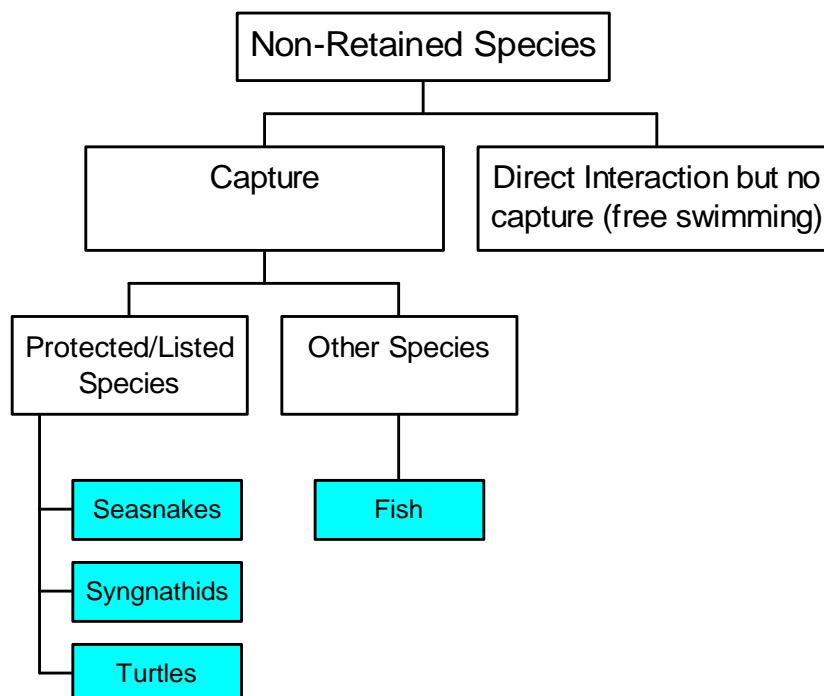 Non-Retained Species
Capture
Direct Interaction but no
capture (free swimming)
Protected/Listed
Species
Other Species
Seasnakes
Fish
Syngnathids
Turtles